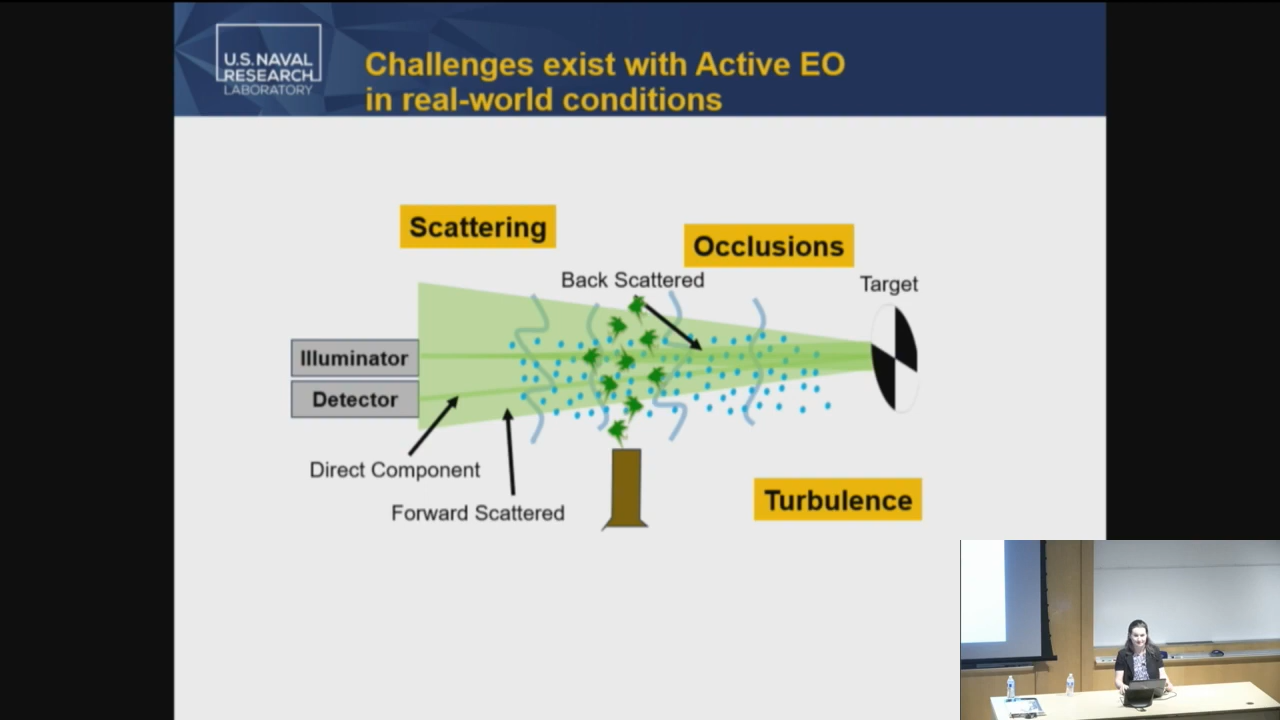 U.S. NAVAL
RESEARCH
LABORATORY
Challenges exist with Active EO
in real-world conditions
Scattering
Occlusions
Back Scattered
Target
Illuminator
Detector
Direct Component
Forward Scattered
Turbulence